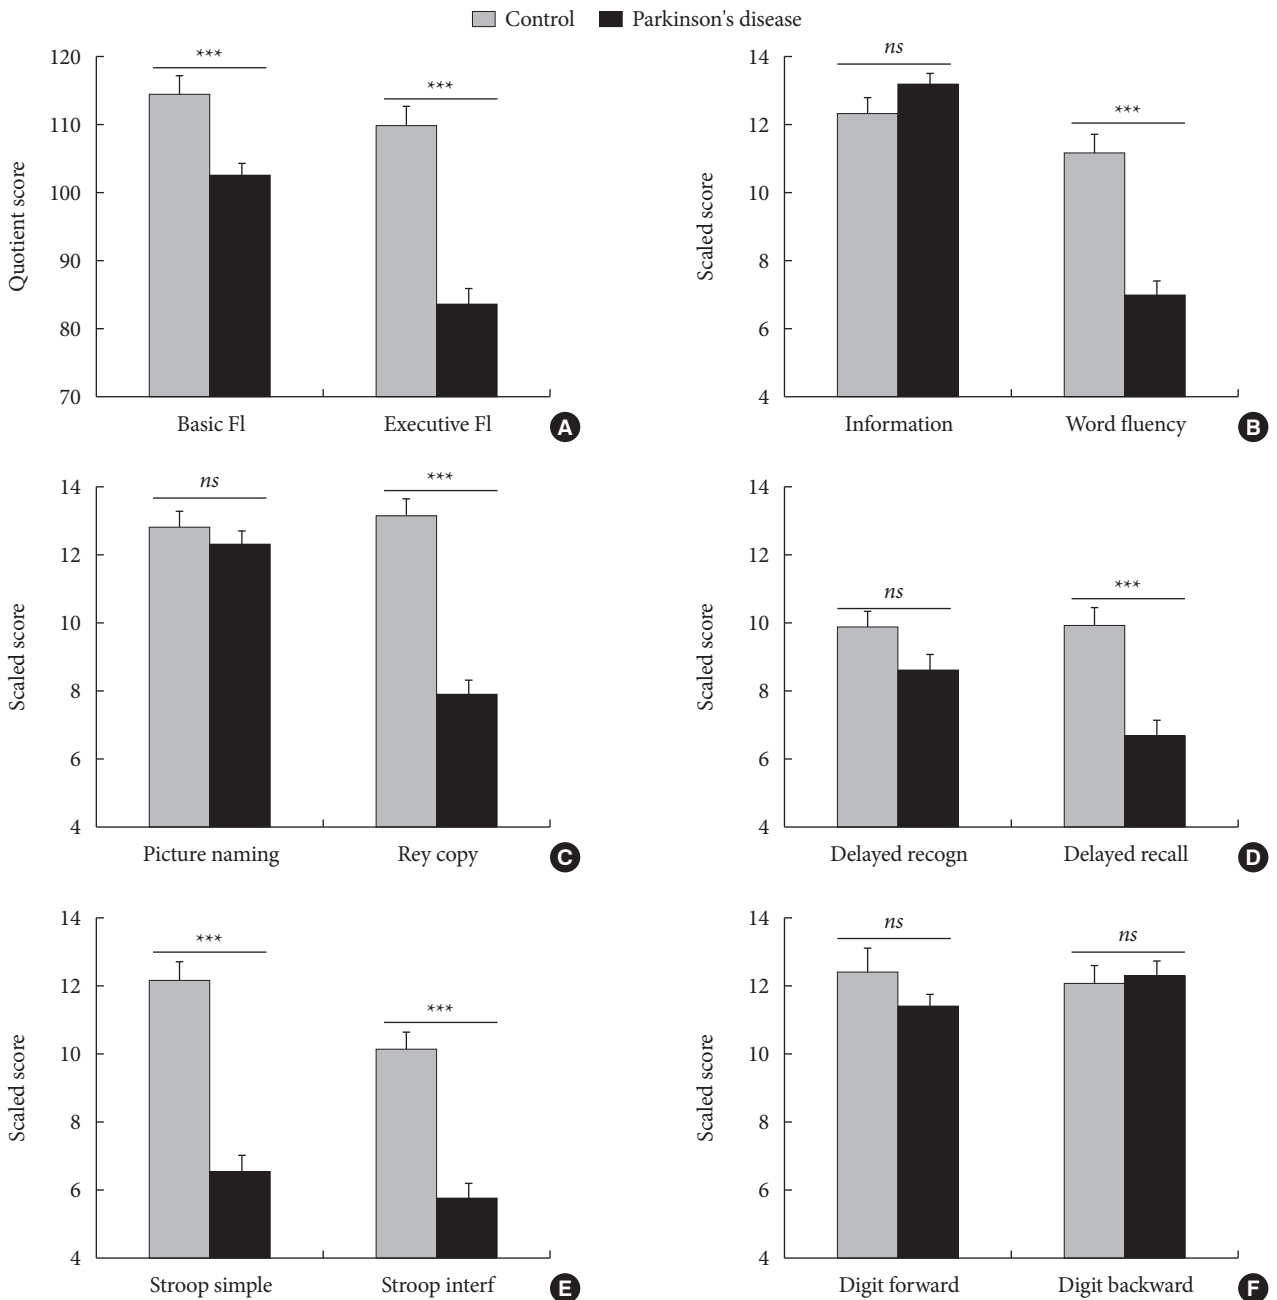 Control Parkinson's disease
***
***
120
110
100
90
80
70
Quotient score
Basic Fl
Executive Fl
A
ns
***
14
12
10
8
6
4
Scaled score
Information
Word fluency
B
ns
***
14
12
10
8
6
4
Scaled score
Picture naming
Rey copy
C
ns
***
14
12
10
8
6
4
Scaled score
Delayed recogn
Delayed recall
D
***
***
14
12
10
8
6
4
Scaled score
Stroop simple
Stroop interf
E
ns
ns
14
12
10
8
6
4
Scaled score
Digit forward
Digit backward
F